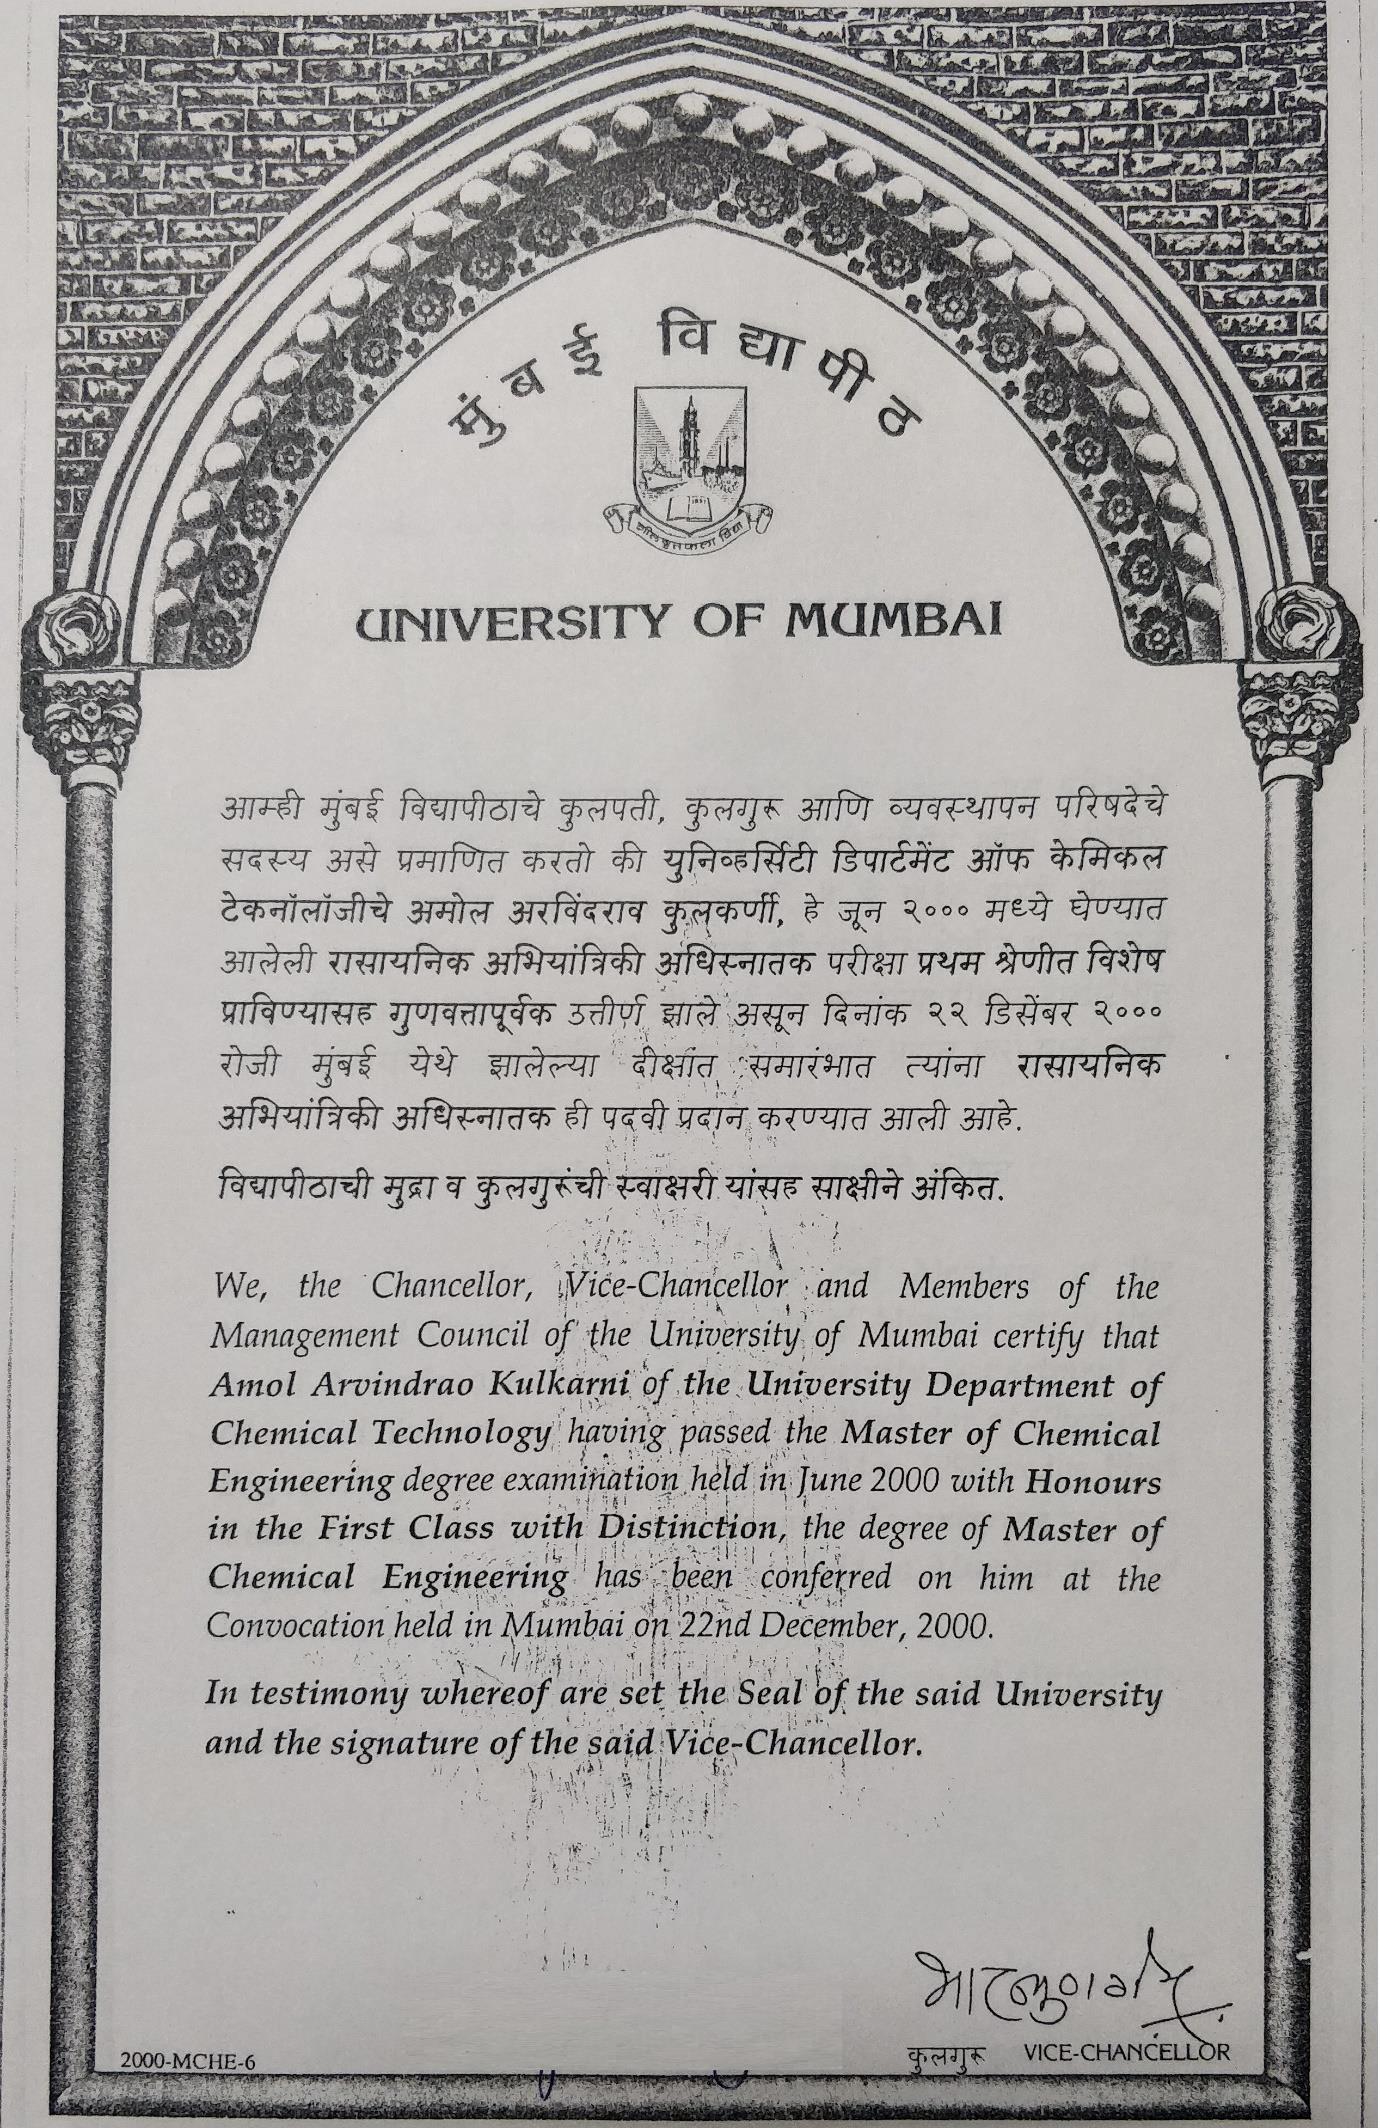 मुंबई विद्यापीठ
शीलवृतफला विद्या
UNIVERSITY OF MUMBAI
आम्ही मुंबई विद्यापीठाचे कुलपती, कुलगुरू आणि व्यवस्थापन परिषदेचे
सदस्य असे प्रमाणित करतो की युनिव्हर्सिटी डिपार्टमेंट ऑफ केमिकल
टेकनॉलॉजीचे अमोल अरविंदराव कुलकर्णी, हे जून २००० मध्ये घेण्यात
आलेली रासायनिक अभियांत्रिकी अधिस्नातक परीक्षा प्रथम श्रेणीत विशेष
प्राविण्यासह गुणवत्तापूर्वक उत्तीर्ण झाले असून दिनांक २२ डिसेंबर २०००
रोजी मुंबई येथे झालेल्या दीक्षांत समारंभात त्यांना रासायनिक
अभियांत्रिकी अधिस्नातक ही पदवी प्रदान करण्यात आली आहे.
विद्यापीठाची मुद्रा व कुलगुरूंची स्वाक्षरी यांसह साक्षीने अंकित.
We, the Chancellor, Vice-Chancellor and Members of the
Management Council of the University of Mumbai certify that
Amol Arvindrao Kulkarni of the University Department of
Chemical Technology having passed the Master of Chemical
Engineering degree examination held in June 2000 with Honours
in the First Class with Distinction, the degree of Master of
Chemical Engineering has been conferred on him at the
Convocation held in Mumbai on 22nd December, 2000.
In testimony whereof are set the Seal of the said University
and the signature of the said Vice-Chancellor.
2000-MCHE-6
कुलगुरू VICE-CHANCELLOR